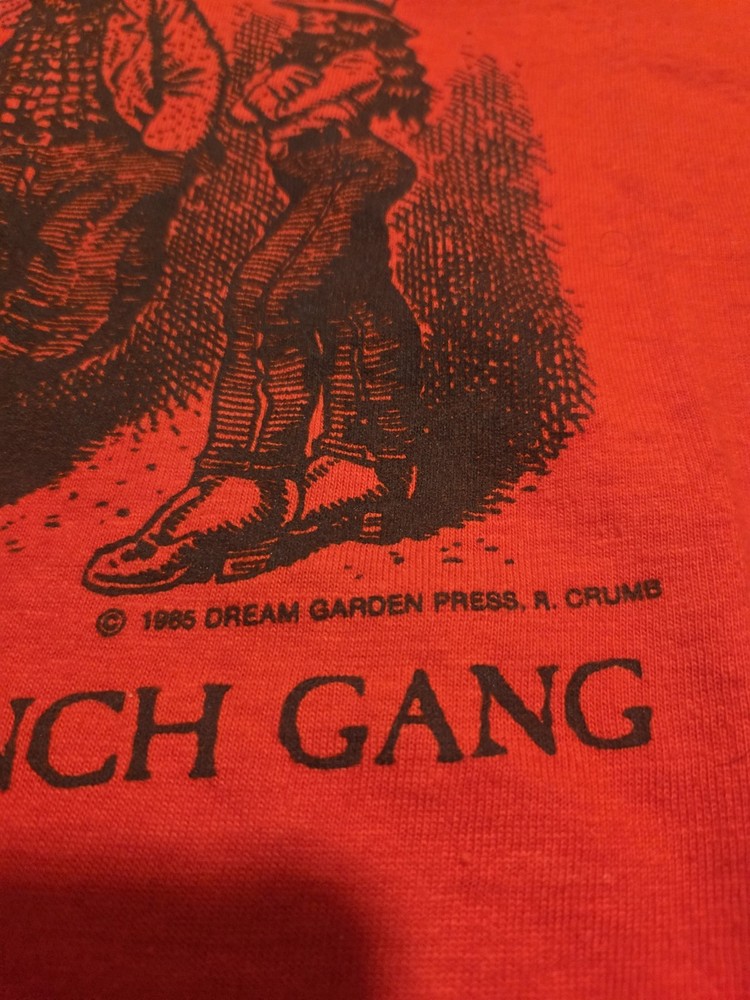 © 1985 DREAM GARDEN PRESS, R. CRUMB
NCH GANG